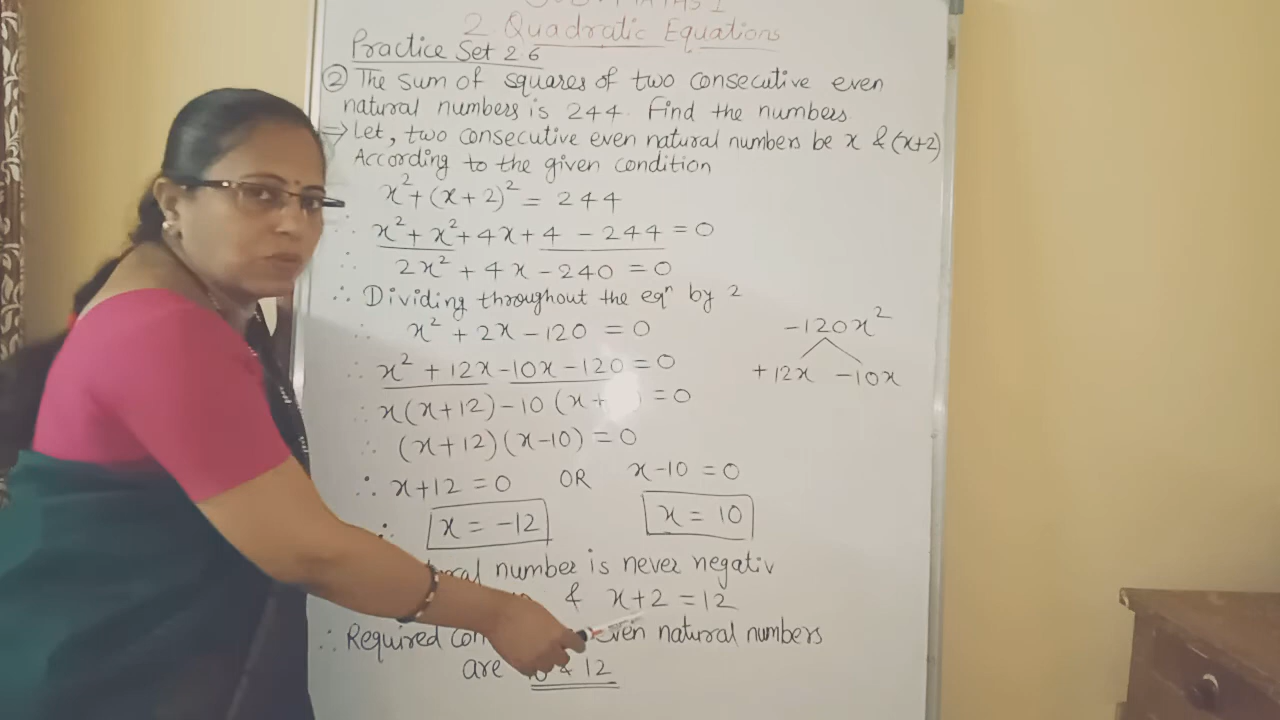 2 Quadratic Equations
Practice Set 2.6
② The sum of squares of two consecutive even
natural numbers is 244. Find the numbers.
⇒ Let, two consecutive even natural numbers be x & (x+2)
According to the given condition
x² + (x + 2)² = 244
∴ x² + x² + 4x + 4 - 244 = 0
∴ 2x² + 4x - 240 = 0
∴ Dividing throughout the eqⁿ by 2
∴ x² + 2x - 120 = 0
∴ x² + 12x - 10x - 120 = 0
∴ x(x+12) - 10 (x+ = 0
∴ (x+12)(x-10) = 0
∴ x+12 = 0 OR x-10 = 0
∴ x = -12 x = 10
number is never negativ
& x+2 = 12
∴ Required even natural numbers
are 10 & 12
-120x²
+12x -10x